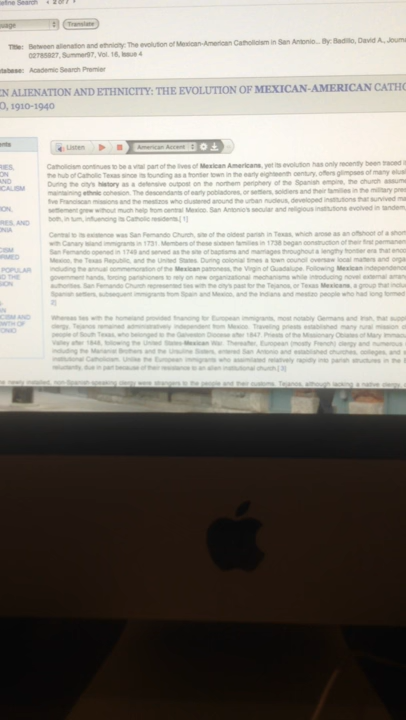 efine Search
Translate
Title: Between alienation and ethnicity: The evolution of Mexican-American Catholicism in San Antonio... By: Badillo, David A., Journa
02785927, Summer97, Vol. 16, Issue 4
tabase: Academic Search Premier
EN ALIENATION AND ETHNICITY: THE EVOLUTION OF MEXICAN-AMERICAN CATHO
O, 1910-1940
Listen American Accent
Catholicism continues to be a vital part of the lives of Mexican Americans, yet its evolution has only recently been traced
the hub of Catholic Texas since its founding as a frontier town in the early eighteenth century, offers glimpses of many
During the city's history as a defensive outpost on the northern periphery of the Spanish empire, the church assume
maintaining ethnic cohesion. The descendants of early pobladores, or settlers, soldiers and their families in the military pres
five Franciscan missions and the mestizos who clustered around the urban nucleus, developed institutions that survived
settlement grew without much help from central Mexico. San Antonio's secular and religious institutions evolved in tandem,
both, in turn, influencing its Catholic residents.[1]
Central to its existence was San Fernando Church, site of the oldest parish in Texas, which arose as an offshoot of a short
with Canary Island immigrants in 1731. Members of these sixteen families in 1738 began construction of their first permanen
San Fernando opened in 1749 and served as the site of baptisms and marriages throughout a lengthy frontier era that
Mexico, the Texas Republic, and the United States. During colonial times a town council oversaw local matters and orga
including the annual commemoration of the Mexican patroness, the Virgin of Guadalupe. Following Mexican independence
government hands, forcing parishioners to rely on new organizational mechanisms while introducing novel external
authorities. San Fernando Church represented ties with the city's past for the Tejanos, or Texas Mexicans, a group that
Spanish settlers, subsequent immigrants from Spain and Mexico, and the Indians and mestizo people who had long formed
Whereas ties with the homeland provided financing for European immigrants, most notably Germans and Irish, that
clergy, Tejanos remained administratively independent from Mexico. Traveling priests established many rural mission
people of South Texas, who belonged to the Galveston Diocese after 1847. Priests of the Missionary Oblates of Mary Immac
Valley after 1848, following the United States-Mexican War. Thereafter, European (mostly French) clergy and numerous
including the Marianist Brothers and the Ursuline Sisters, entered San Antonio and established churches, colleges, and
institutional Catholicism. Unlike the European immigrants who assimilated relatively rapidly into parish structures in the
reluctantly, due in part because of their resistance to an alien institutional church.[3]
newly installed, non-Spanish-speaking clergy were strangers to the people and their customs. Tejanos, although lacking a native clergy,